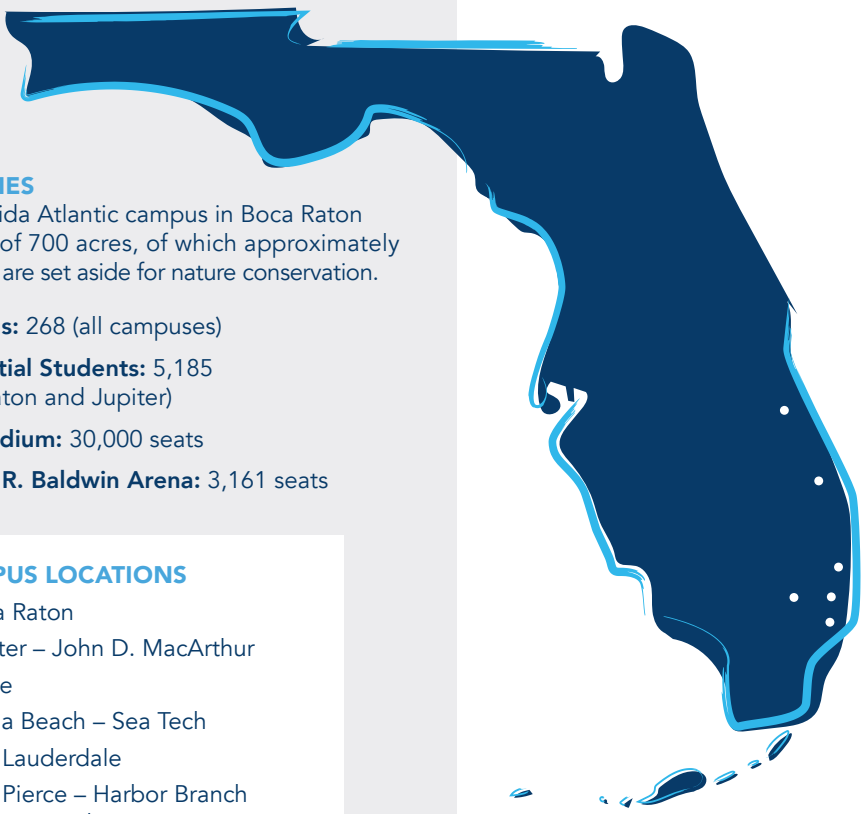 IES
ida Atlantic campus in Boca Raton
of 700 acres, of which approximately
are set aside for nature conservation.
s: 268 (all campuses)
tial Students: 5,185
ton and Jupiter)
dium: 30,000 seats
R. Baldwin Arena: 3,161 seats
PUS LOCATIONS
a Raton
ter – John D. MacArthur
e
a Beach – Sea Tech
Lauderdale
Pierce – Harbor Branch